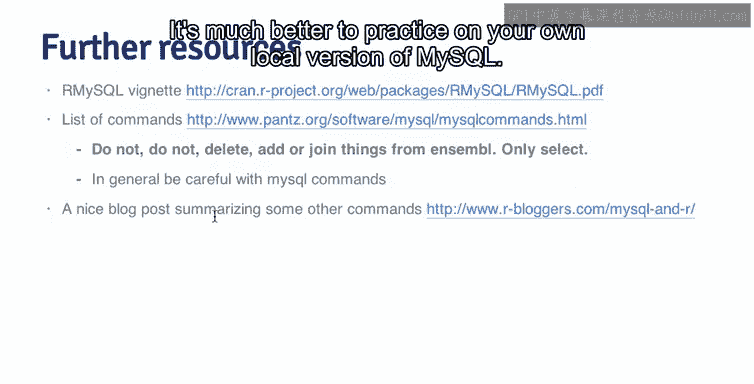 It's much better to practice on your own
local version of MySQL.
Further resources
· RMySQL vignette http://cran.r-project.org/web/packages/RMySQL/RMySQL.pdf
· List of commands http://www.pantz.org/software/mysql/mysqlcommands.html
- Do not, do not, delete, add or join things from ensembl. Only select.
- In general be careful with mysql commands
· A nice blog post summarizing some other commands http://www.r-bloggers.com/mysql-and-r/